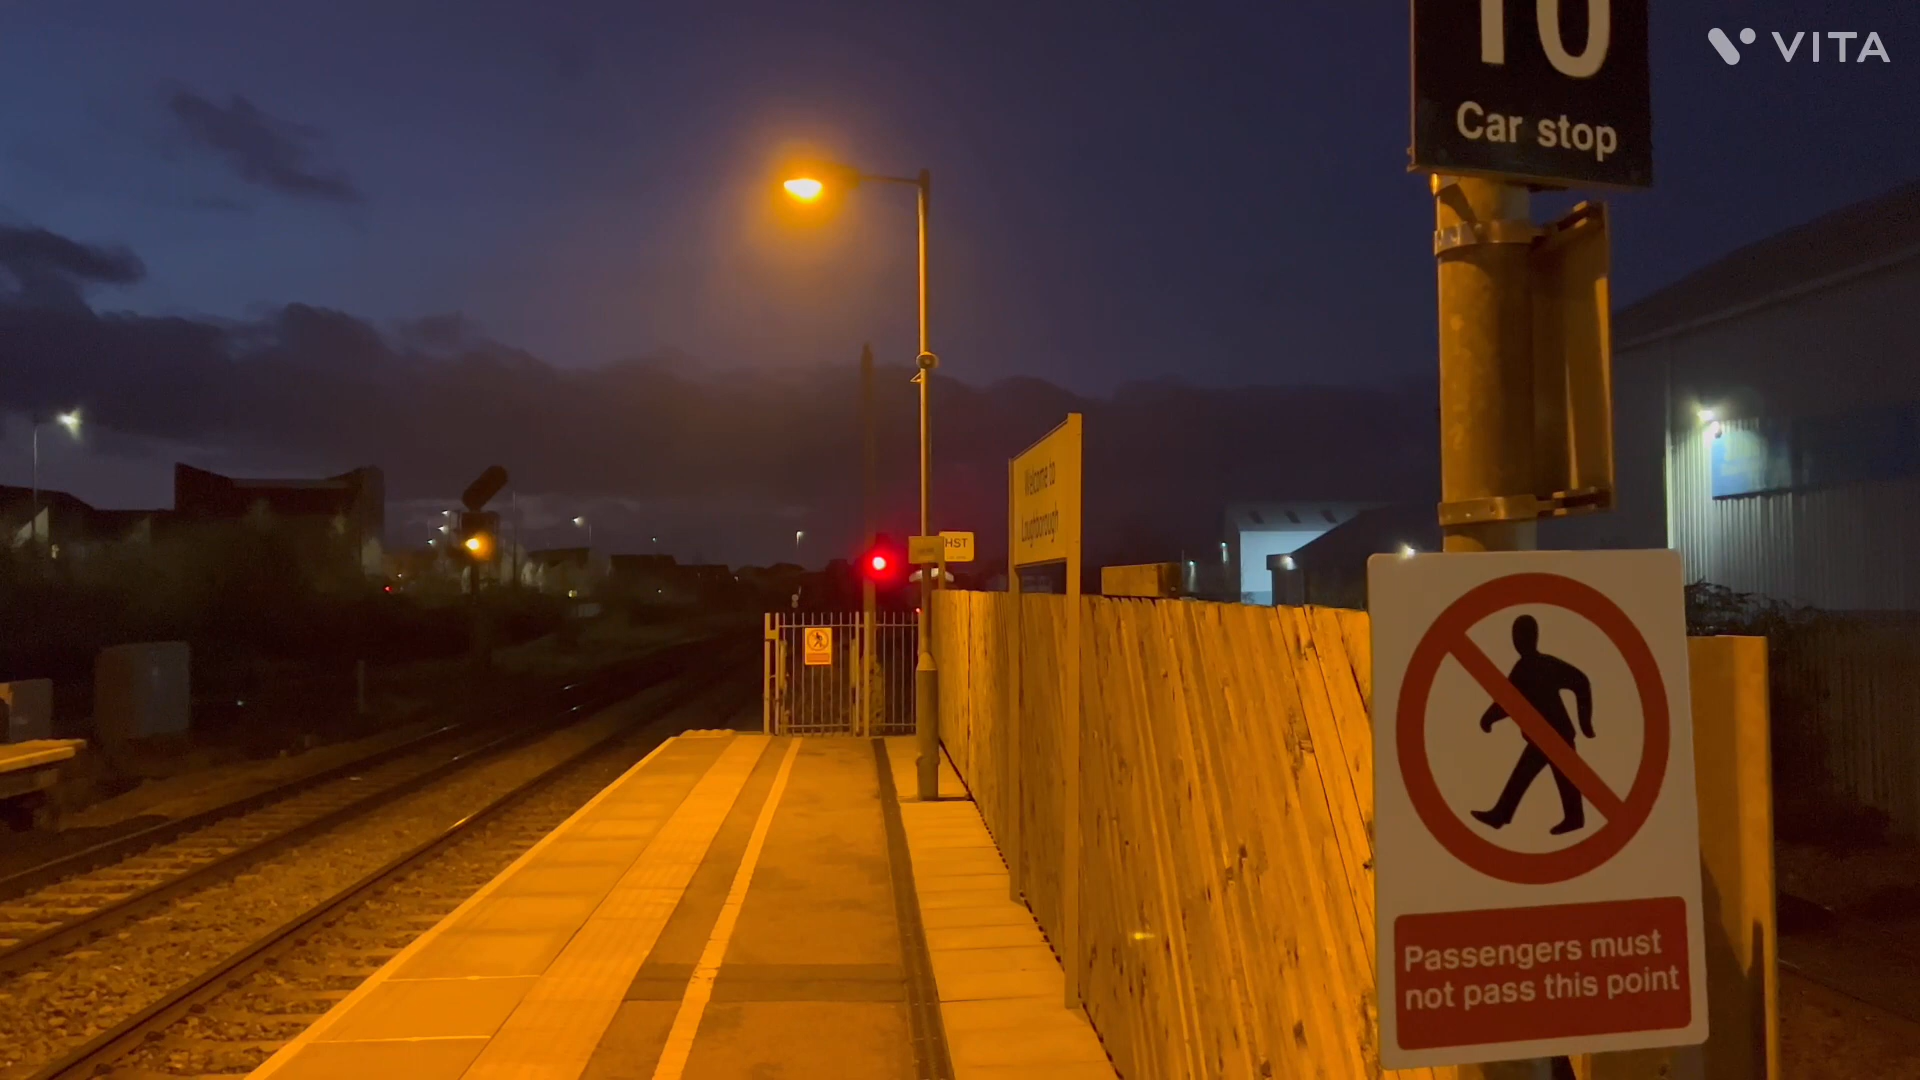 10
Car stop
VITA
Welcome to
Loughborough
HST
Passengers must
not pass this point